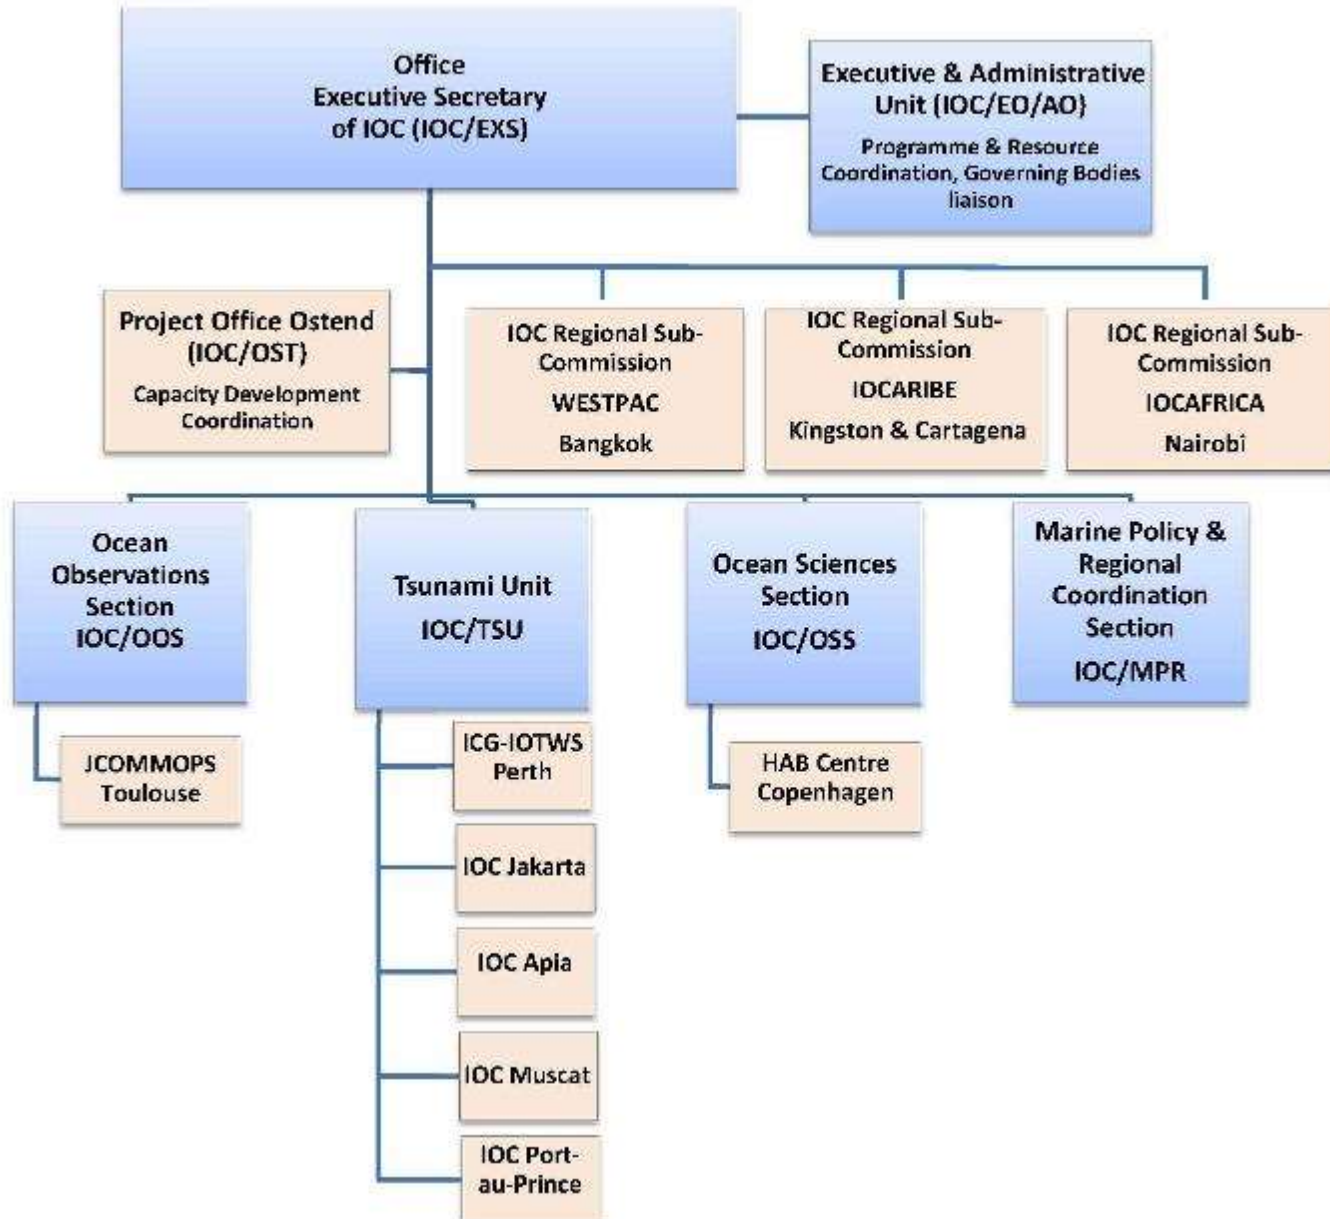 Office
Executive Secretary
of IOC (IOC/EXS)
Executive & Administrative
Unit (IOC/EO/AO)
Programme & Resource
Coordination, Governing Bodies
liaison
Project Office Ostend
(IOC/OST)
Capacity Development
Coordination
IOC Regional Sub-
Commission
WESTPAC
Bangkok
IOC Regional Sub-
Commission
IOCARIBE
Kingston & Cartagena
IOC Regional Sub-
Commission
IOCAFRICA
Nairobi
Ocean
Observations
Section
IOC/OOS
Tsunami Unit
IOC/TSU
Ocean Sciences
Section
IOC/OSS
Marine Policy &
Regional
Coordination
Section
IOC/MPR
JCOMMOPS
Toulouse
ICG-IOTWS
Perth
IOC Jakarta
IOC Apia
IOC Muscat
IOC Port-
au-Prince
HAB Centre
Copenhagen